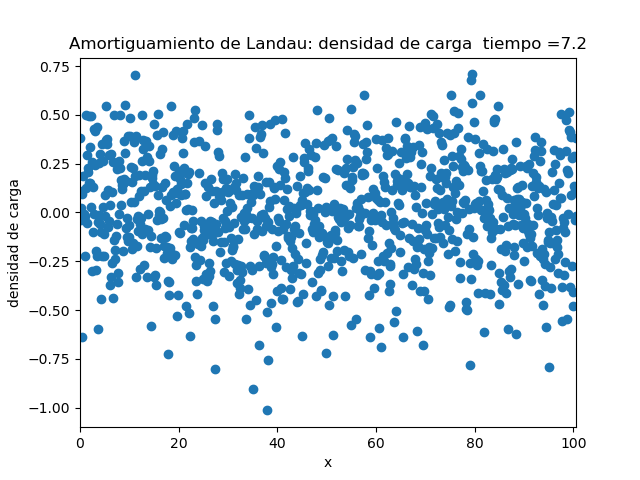 Amortiguamiento de Landau: densidad de carga  tiempo =7.2
densidad de carga
0.75
0.50
0.25
0.00
−0.25
−0.50
−0.75
−1.00
0 20 40 60 80 100
x